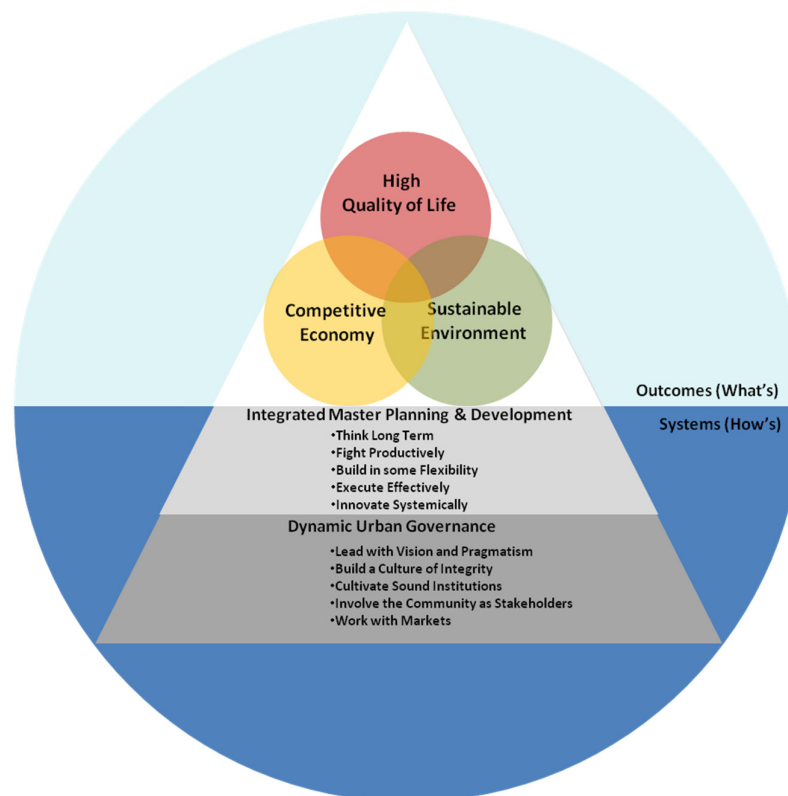 High
Quality of Life
Competitive
Economy
Sustainable
Environment
Outcomes (What's)
Systems (How's)
Integrated Master Planning & Development
•Think Long Term
•Fight Productively
•Build in some Flexibility
•Execute Effectively
•Innovate Systemically
Dynamic Urban Governance
•Lead with Vision and Pragmatism
•Build a Culture of Integrity
•Cultivate Sound Institutions
•Involve the Community as Stakeholders
•Work with Markets